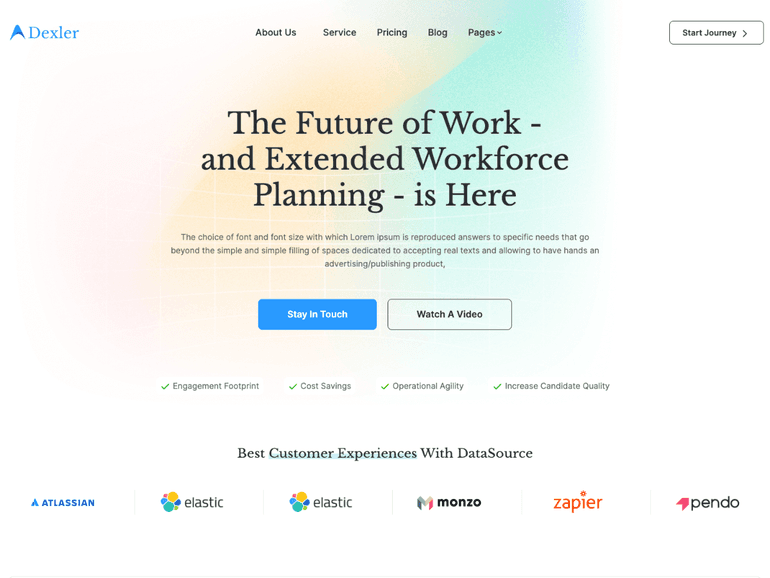 Dexler
About Us Service Pricing Blog Pages
Start Journey
The Future of Work -
and Extended Workforce
Planning - is Here
The choice of font and font size with which Lorem Ipsum is reproduced answers to specific needs that go
beyond the simple and simple filling of spaces dedicated to accepting real texts and allowing to have hands an
advertising/publishing product,
Stay In Touch
Watch A Video
Engagement Footprint
Cost Savings
Operational Agility
Increase Candidate Quality
Best Customer Experiences With DataSource
ATLASSIAN
elastic
elastic
monzo
zapier
pendo